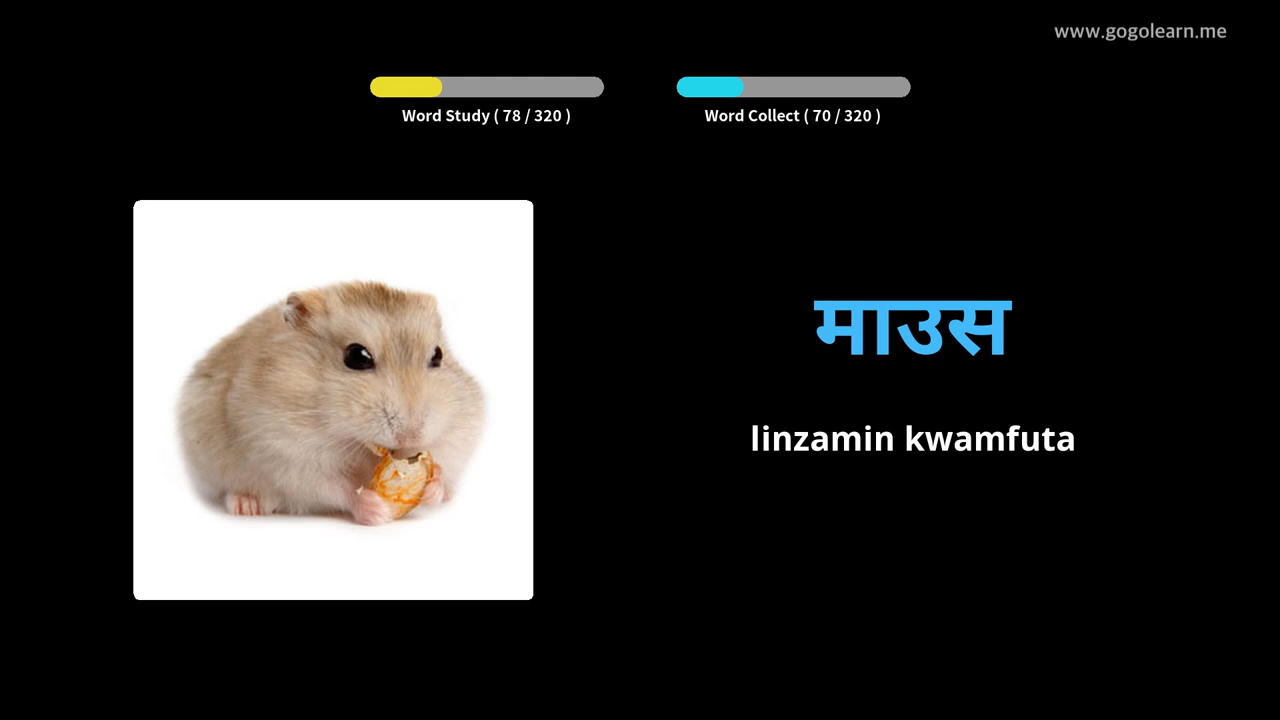 www.gogolearn.me
Word Study ( 78 / 320 )
Word Collect ( 70 / 320 )
माउस
linzamin kwamfuta